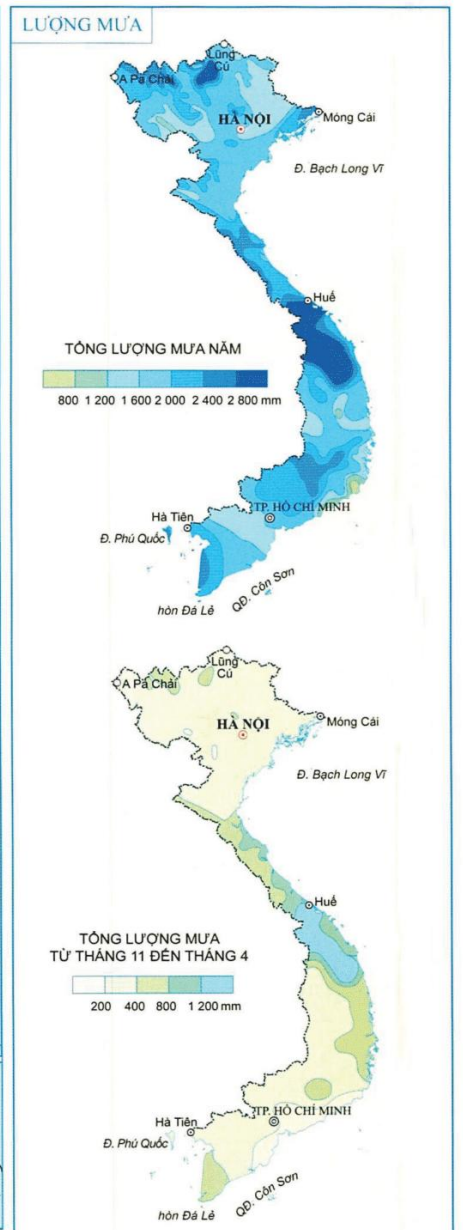 LƯỢNG MƯA
Lũng
Cú
A Pả Chải
HÀ NỘI
Móng Cái
Đ. Bạch Long Vĩ
Huế
TỔNG LƯỢNG MƯA NĂM
800 1 200 1 600 2 000 2 400 2 800 mm
Hà Tiên
TP. HỒ CHÍ MINH
Đ. Phú Quốc
QĐ. Côn Sơn
hòn Đá Lẻ
Lũng
Cú
A Pả Chải
HÀ NỘI
Móng Cái
Đ. Bạch Long Vĩ
Huế
TỔNG LƯỢNG MƯA
TỪ THÁNG 11 ĐẾN THÁNG 4
200 400 800 1 200 mm
Hà Tiên
TP. HỒ CHÍ MINH
Đ. Phú Quốc
QĐ. Côn Sơn
hòn Đá Lẻ